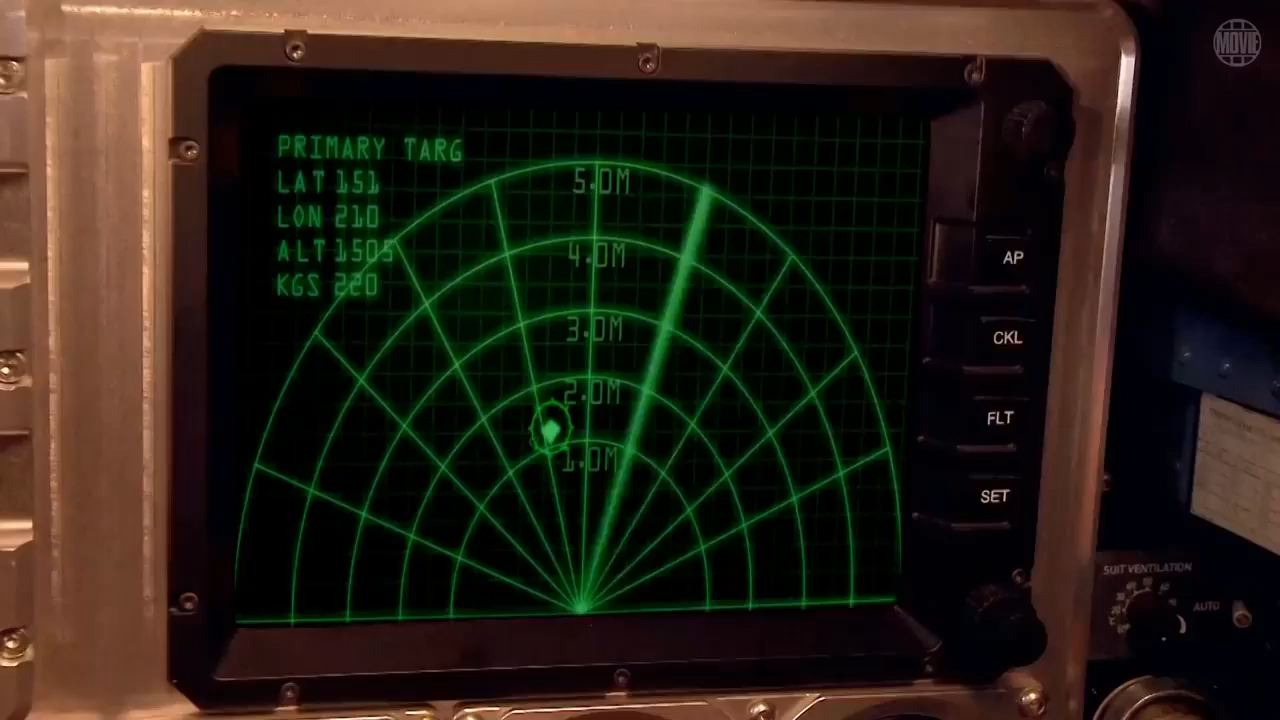 MOVIE
PRIMARY TARG
LAT 151
LON 210
ALT 1505
KGS 220
5.0M
4.0M
3.0M
2.0M
1.0M
AP
CKL
FLT
SET
SUIT VENTILATION
AUTO